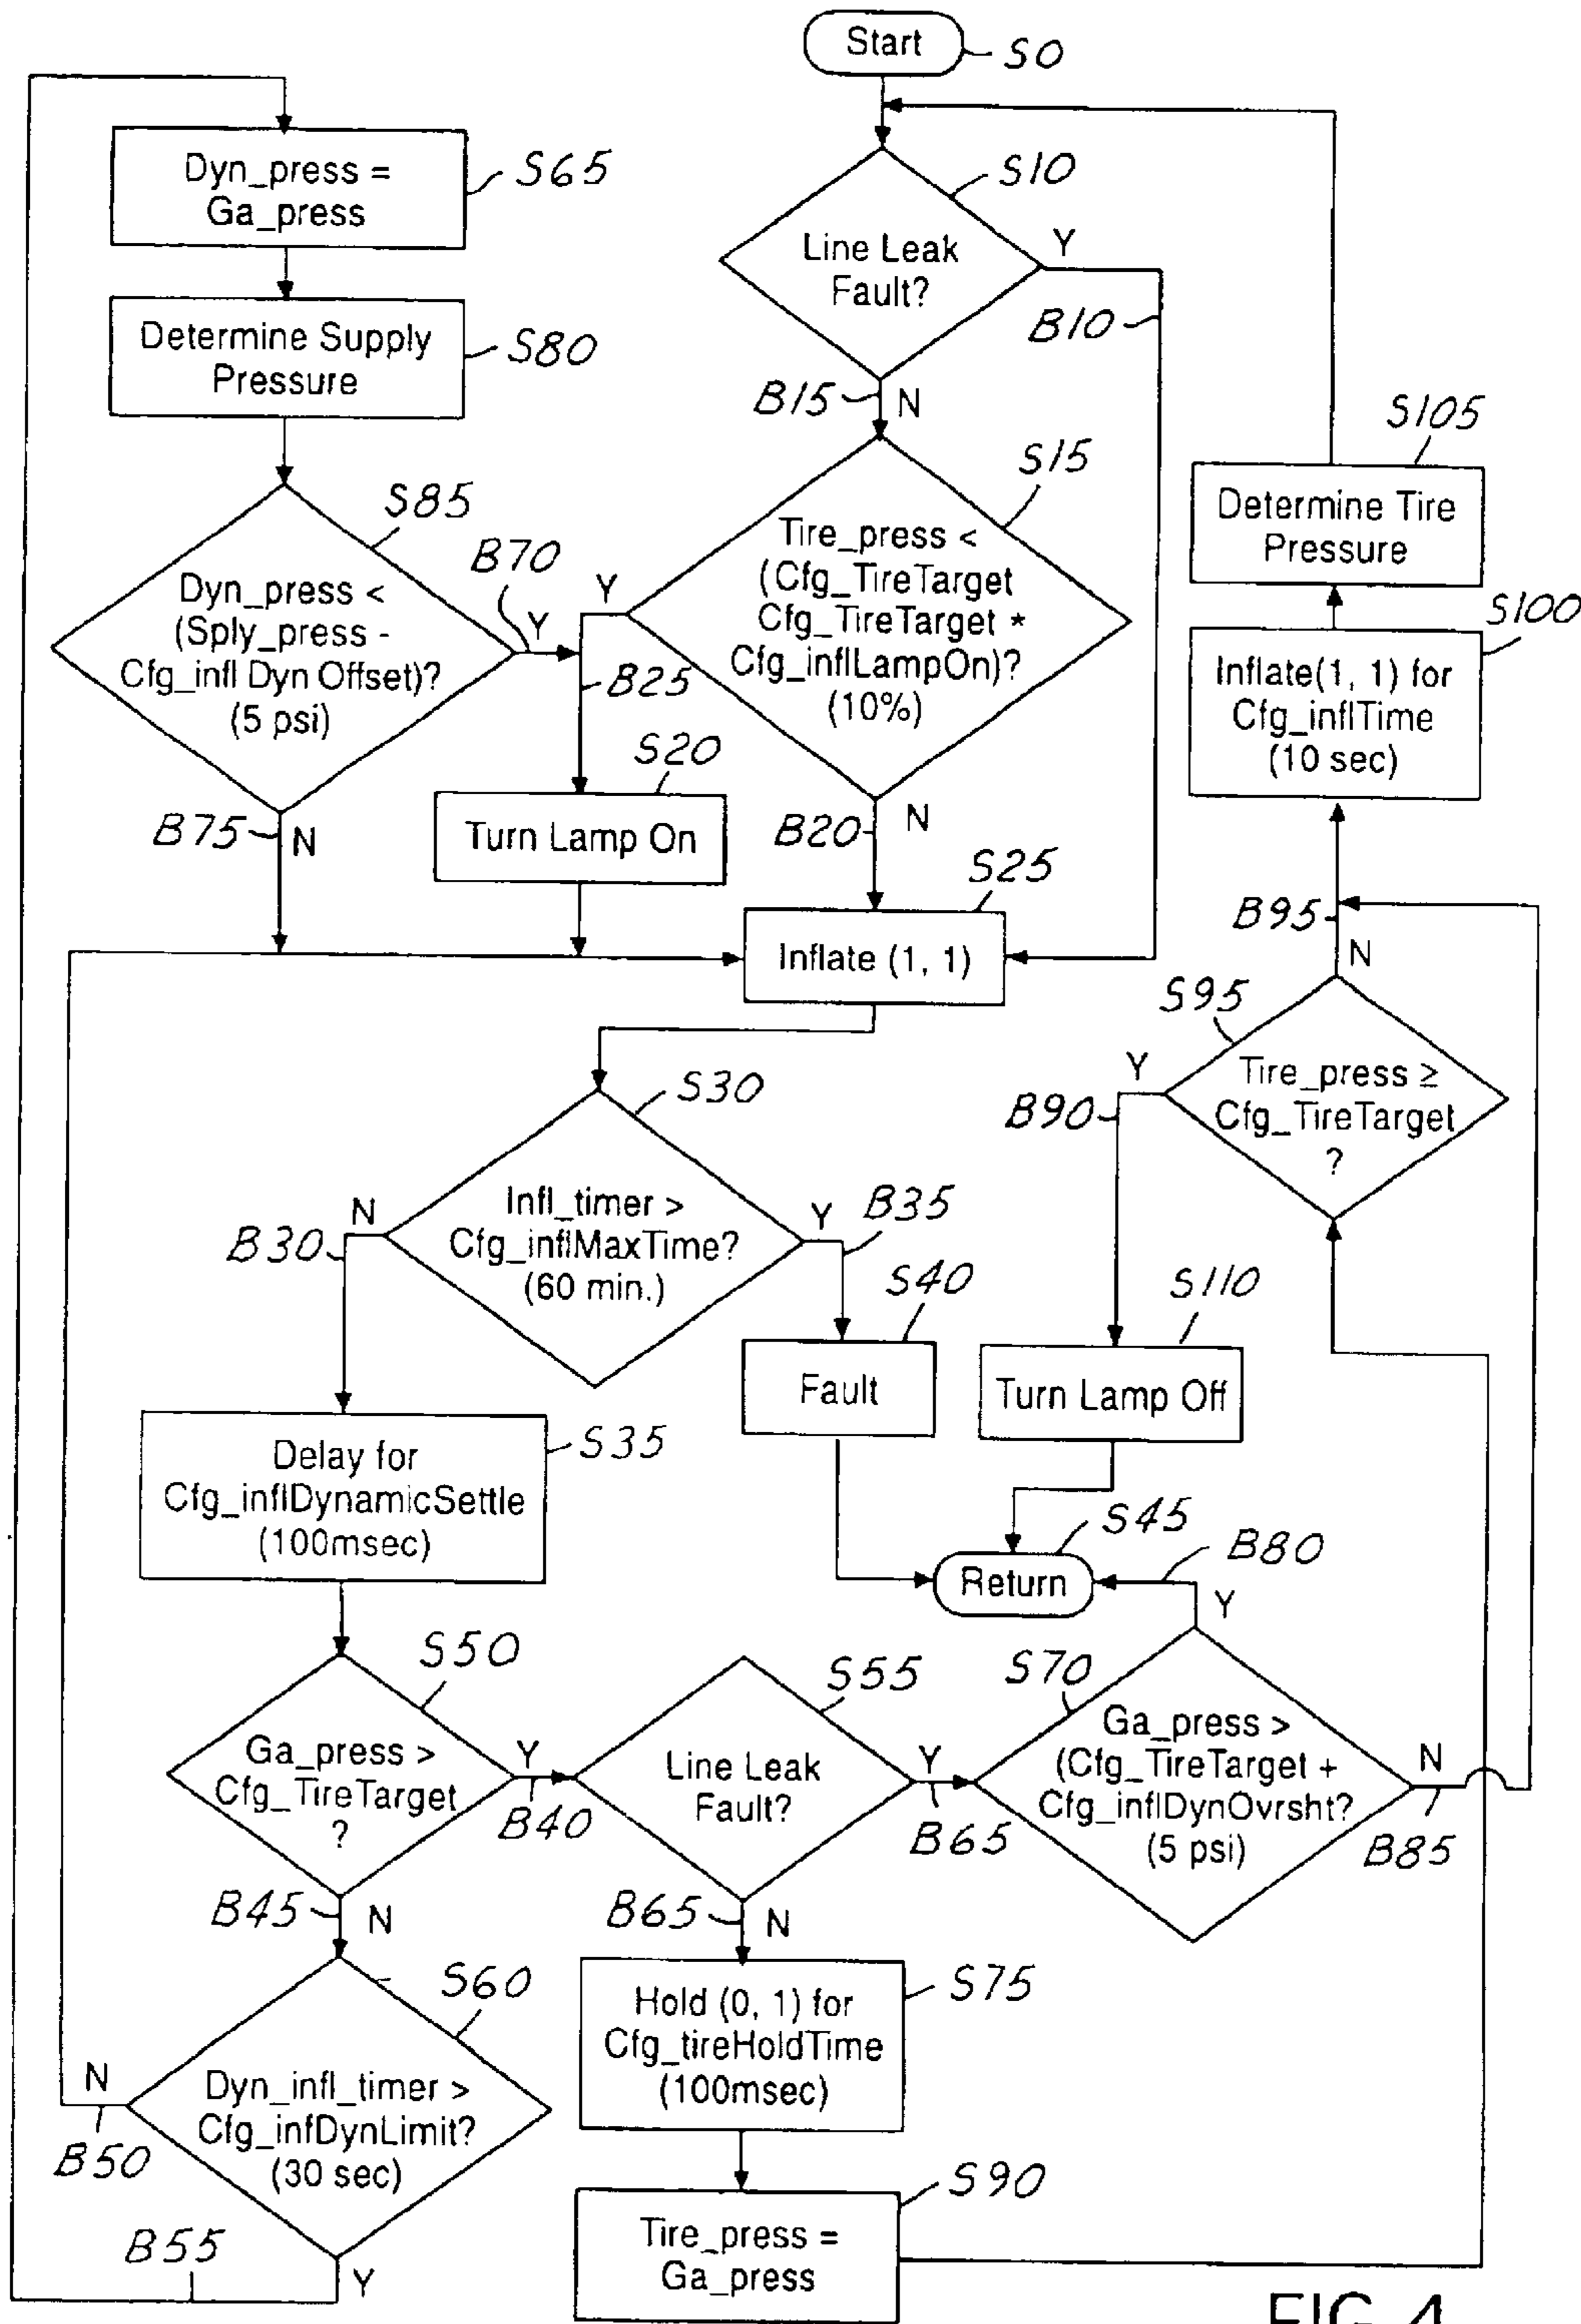 Start
S0
Dyn_press =
Ga_press
S65
S10
Line Leak
Fault?
Y
B10
Determine Supply
Pressure
S80
B15
N
S105
Determine Tire
Pressure
S85
Dyn_press <
(Sply_press -
Cfg_infl Dyn Offset)?
(5 psi)
B70
Y
Y
B25
S15
Tire_press <
(Cfg_TireTarget
Cfg_TireTarget *
Cfg_inflLampOn)?
(10%)
S100
Inflate(1, 1) for
Cfg_inflTime
(10 sec)
B75
N
S20
Turn Lamp On
B20
N
S25
Inflate (1, 1)
B95
N
S95
Y
Tire_press ≥
Cfg_TireTarget
?
B90
S30
Infl_timer >
Cfg_inflMaxTime?
(60 min.)
N
B30
Y
B35
S40
Fault
S110
Turn Lamp Off
Delay for
Cfg_inflDynamicSettle
(100msec)
S35
S45
Return
B80
Y
S50
Ga_press >
Cfg_TireTarget
?
Y
B40
S55
Line Leak
Fault?
Y
B65
S70
Ga_press >
(Cfg_TireTarget +
Cfg_inflDynOvrsht?
(5 psi)
N
B85
B45
N
B65
N
S60
Dyn_infl_timer >
Cfg_infDynLimit?
(30 sec)
N
B50
Hold (0, 1) for
Cfg_tireHoldTime
(100msec)
S75
B55
Y
S90
Tire_press =
Ga_press
FIG.4